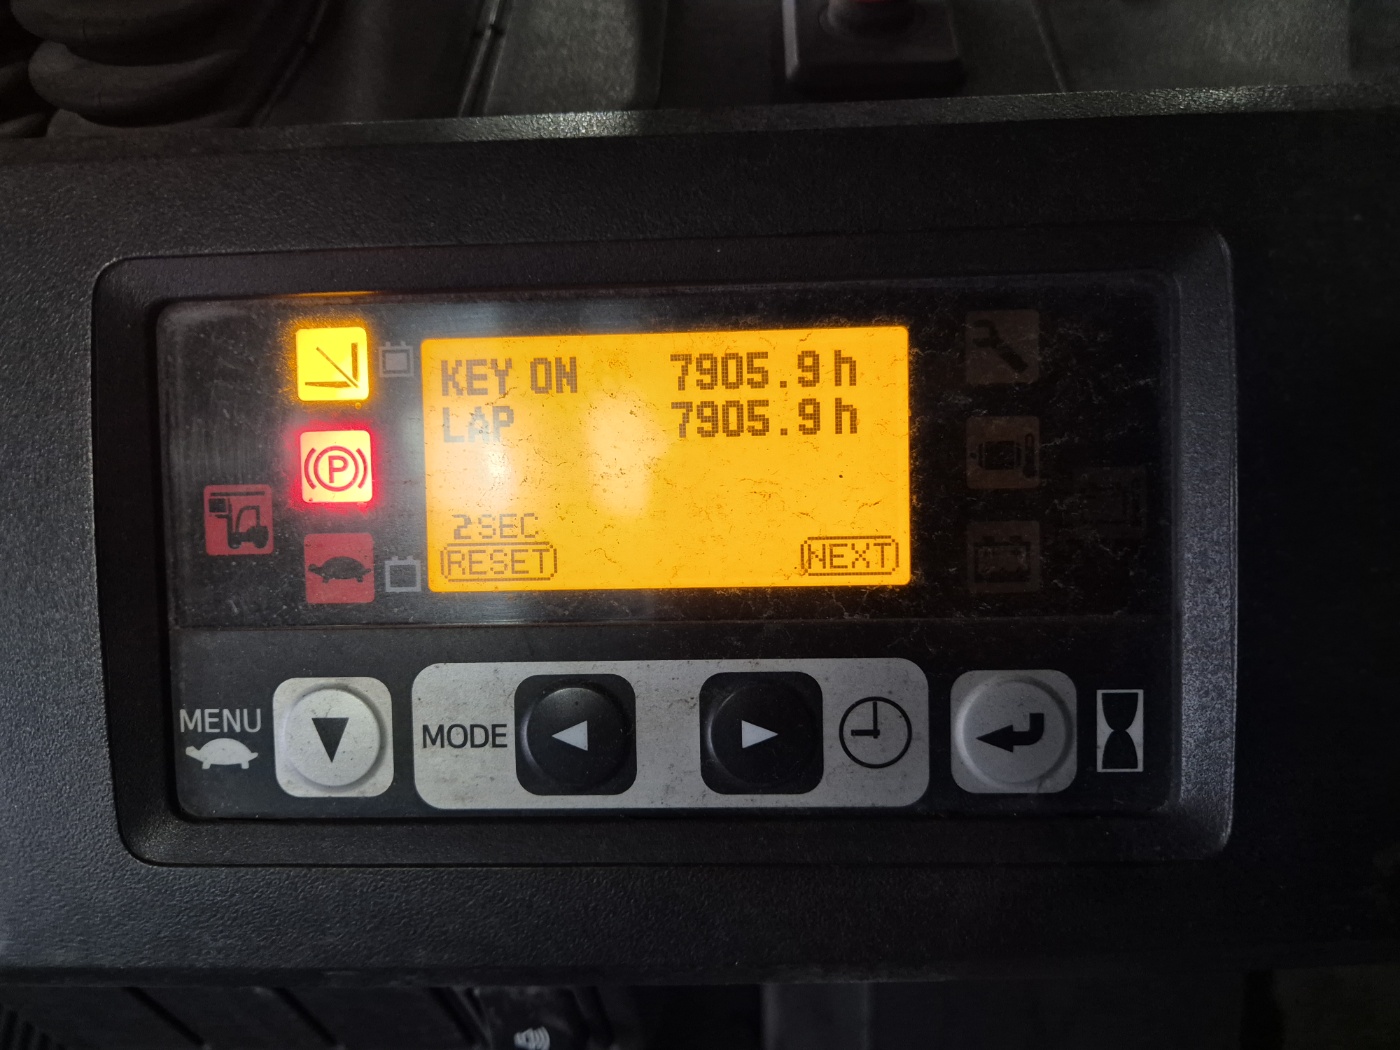 KEY ON 7905.9h
LAP 7905.9h
2SEC
RESET NEXT
P
MENU
MODE